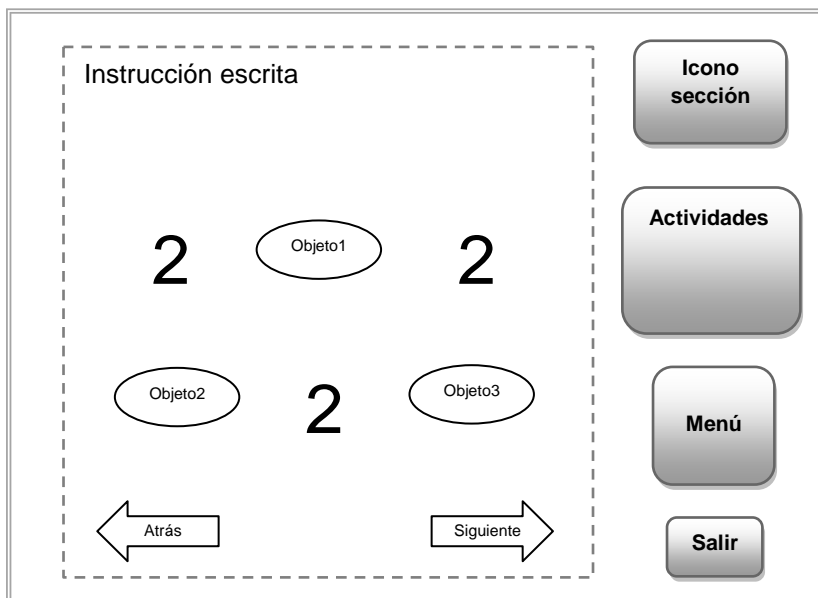 Instrucción escrita
Icono
sección
2
Objeto1
2
Actividades
Objeto2
2
Objeto3
Menú
Atrás
Siguiente
Salir